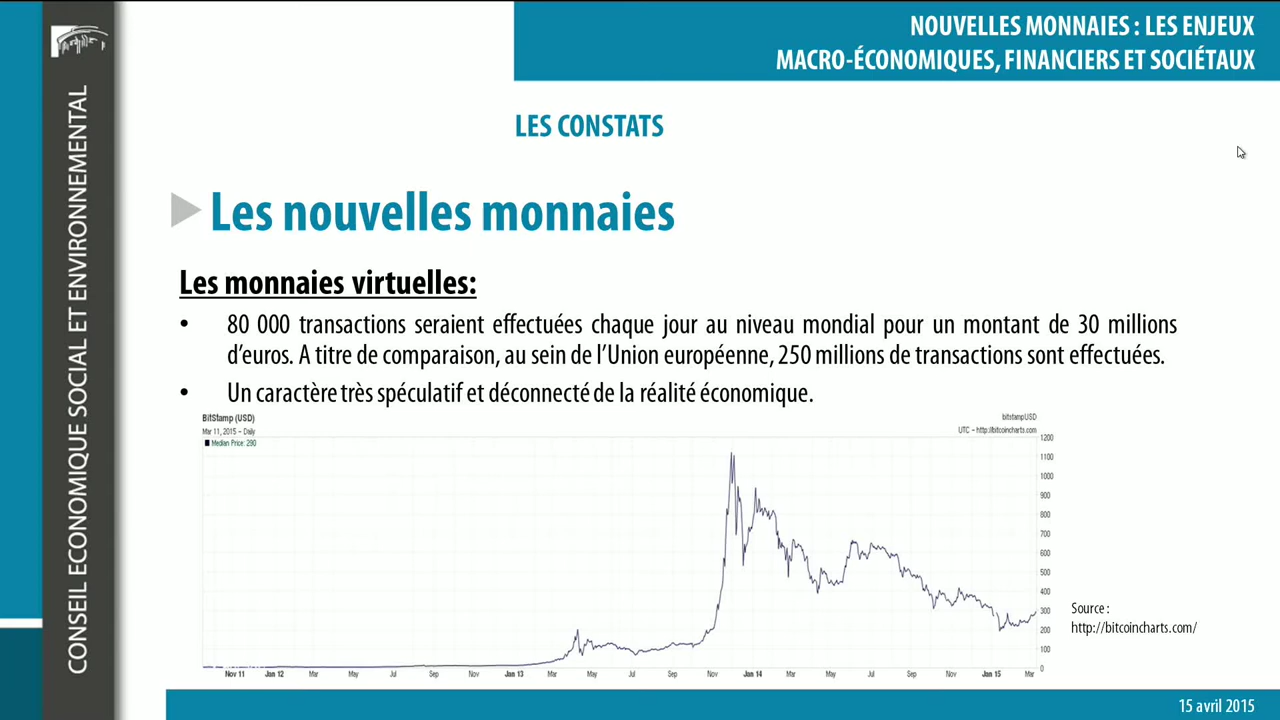 NOUVELLES MONNAIES : LES ENJEUX
MACRO-ÉCONOMIQUES, FINANCIERS ET SOCIÉTAUX
CONSEIL ECONOMIQUE SOCIAL ET ENVIRONNEMENTAL
LES CONSTATS
Les nouvelles monnaies
Les monnaies virtuelles:
• 80 000 transactions seraient effectuées chaque jour au niveau mondial pour un montant de 30 millions
d’euros. A titre de comparaison, au sein de l’Union européenne, 250 millions de transactions sont effectuées.
• Un caractère très spéculatif et déconnecté de la réalité économique.
BitStamp (USD)
bitstampUSD
Mar 11, 2015 – Daily
UTC – http://bitcoincharts.com
Median Price: 290
1200
1100
1000
900
800
700
600
500
400
300
200
100
0
Nov 11 Jan 12 Mar May Jul Sep Nov Jan 13 Mar May Jul Sep Nov Jan 14 Mar May Jul Sep Nov Jan 15 Mar
Source :
http://bitcoincharts.com/
15 avril 2015